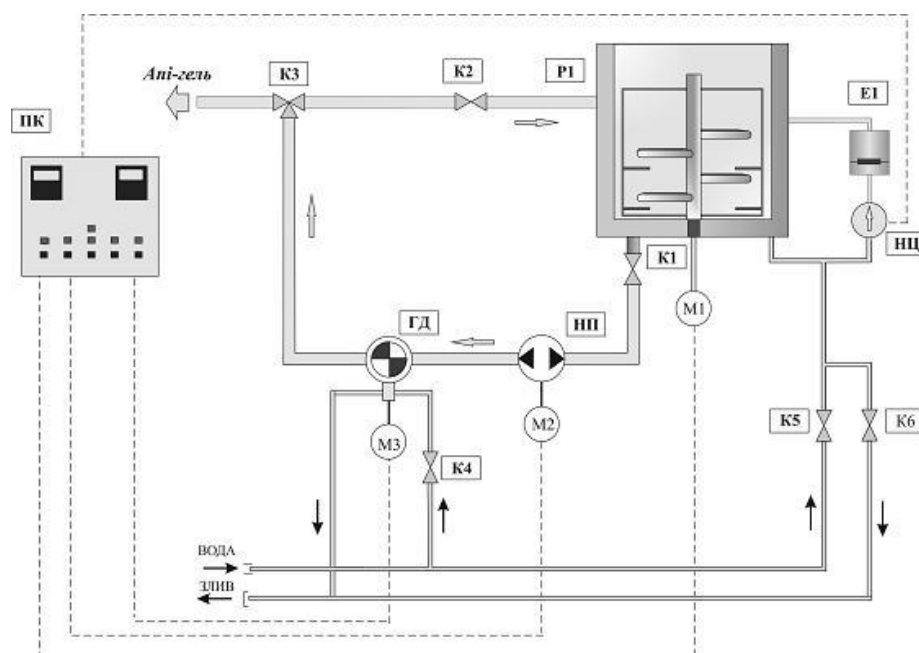 Апі-гель
К3
К2
Р1
Е1
ПК
К1
НЦ
М1
ГД
НП
М3
М2
К4
К5
К6
ВОДА
ЗЛИВ